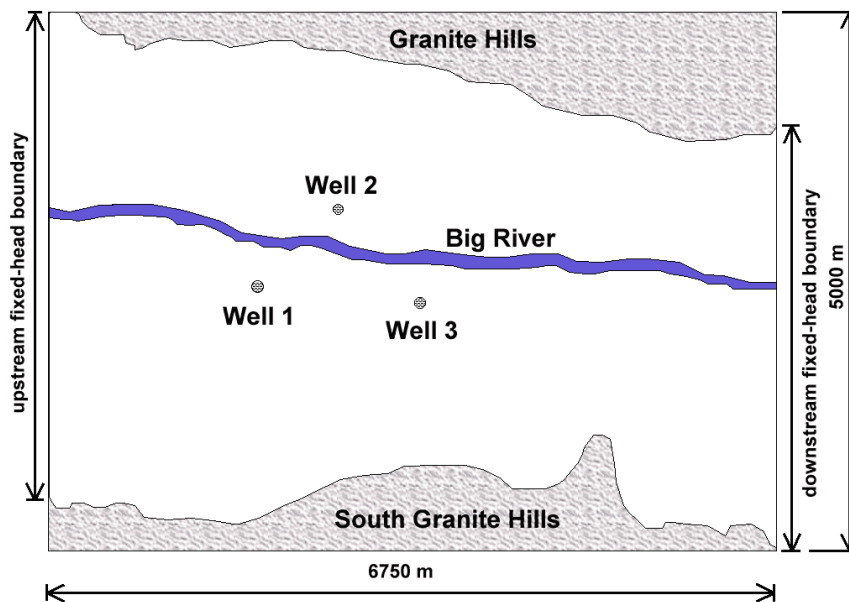 Granite Hills
upstream fixed-head boundary
Well 2
Big River
Well 1
Well 3
downstream fixed-head boundary
5000 m
South Granite Hills
6750 m